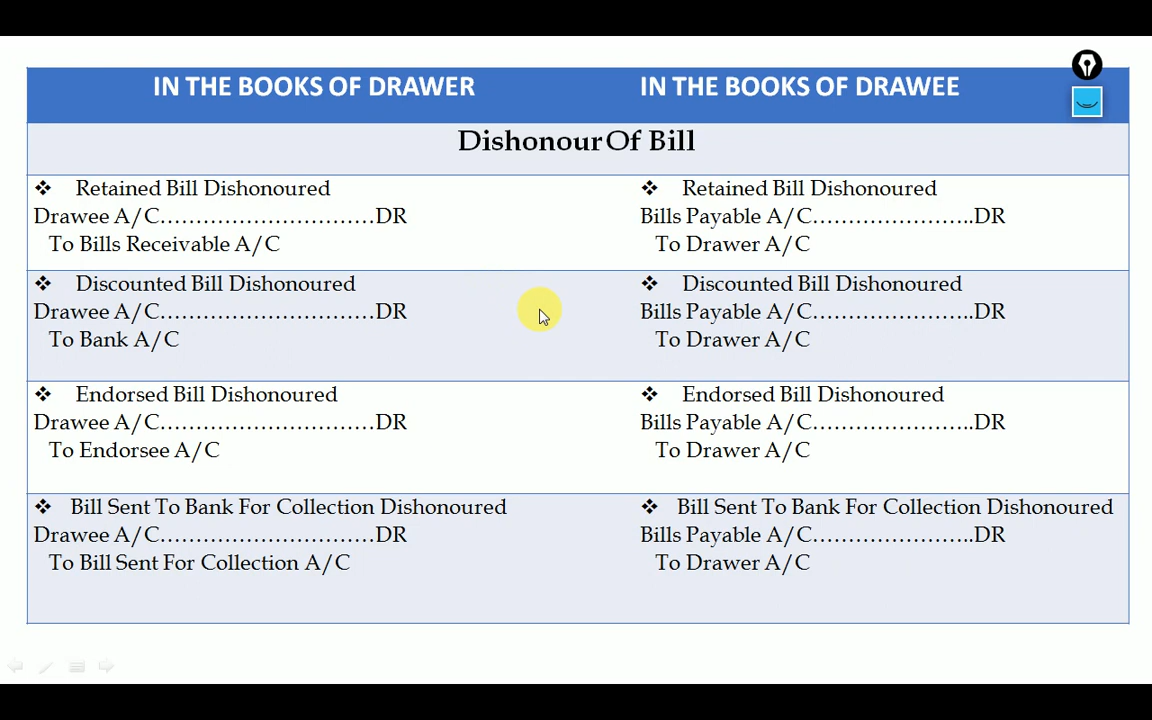 IN THE BOOKS OF DRAWER
IN THE BOOKS OF DRAWEE
Dishonour Of Bill
❖ Retained Bill Dishonoured
Drawee A/C...........................DR
To Bills Receivable A/C
❖ Retained Bill Dishonoured
Bills Payable A/C.....................DR
To Drawer A/C
❖ Discounted Bill Dishonoured
Drawee A/C...........................DR
To Bank A/C
❖ Discounted Bill Dishonoured
Bills Payable A/C.....................DR
To Drawer A/C
❖ Endorsed Bill Dishonoured
Drawee A/C...........................DR
To Endorsee A/C
❖ Endorsed Bill Dishonoured
Bills Payable A/C.....................DR
To Drawer A/C
❖ Bill Sent To Bank For Collection Dishonoured
Drawee A/C...........................DR
To Bill Sent For Collection A/C
❖ Bill Sent To Bank For Collection Dishonoured
Bills Payable A/C.....................DR
To Drawer A/C